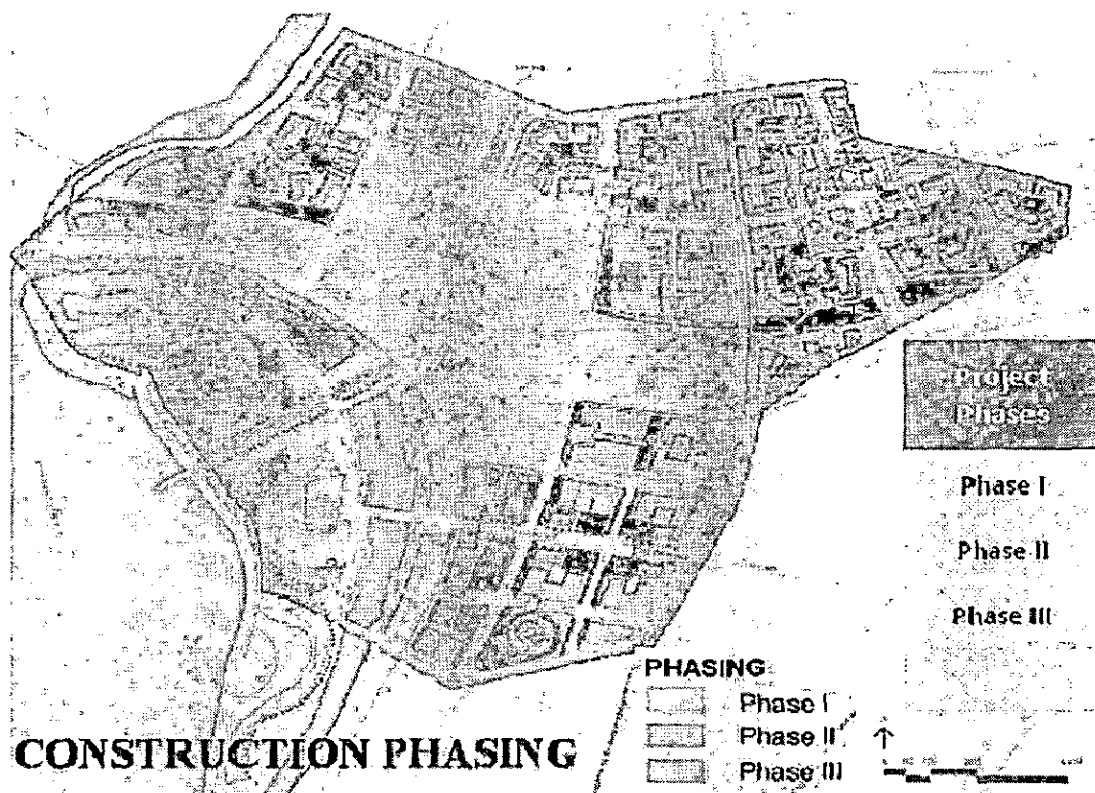 Project
Phases
Phase I
Phase II
Phase III
PHASING
Phase I
Phase II
Phase III
CONSTRUCTION PHASING